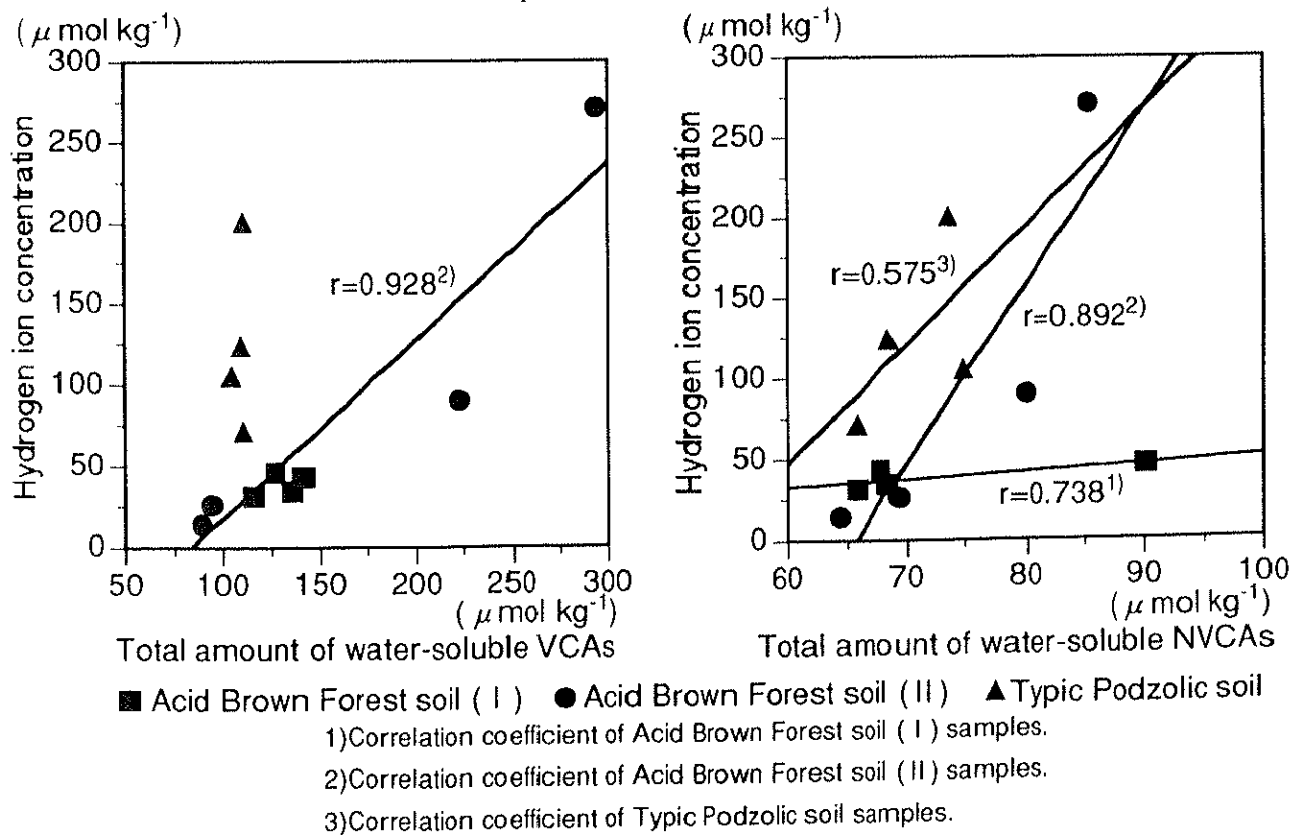 (μ mol kg-1)
300
250
200
150
100
50
0
Hydrogen ion concentration
r=0.9282)
50 100 150 200 250 300
(μ mol kg-1)
Total amount of water-soluble VCAs
(μ mol kg-1)
300
250
200
150
100
50
0
Hydrogen ion concentration
r=0.5753)
r=0.8922)
r=0.7381)
60 70 80 90 100
(μ mol kg-1)
Total amount of water-soluble NVCAs
■ Acid Brown Forest soil ( I ) ● Acid Brown Forest soil (II) ▲ Typic Podzolic soil
1)Correlation coefficient of Acid Brown Forest soil ( I ) samples.
2)Correlation coefficient of Acid Brown Forest soil (II) samples.
3)Correlation coefficient of Typic Podzolic soil samples.